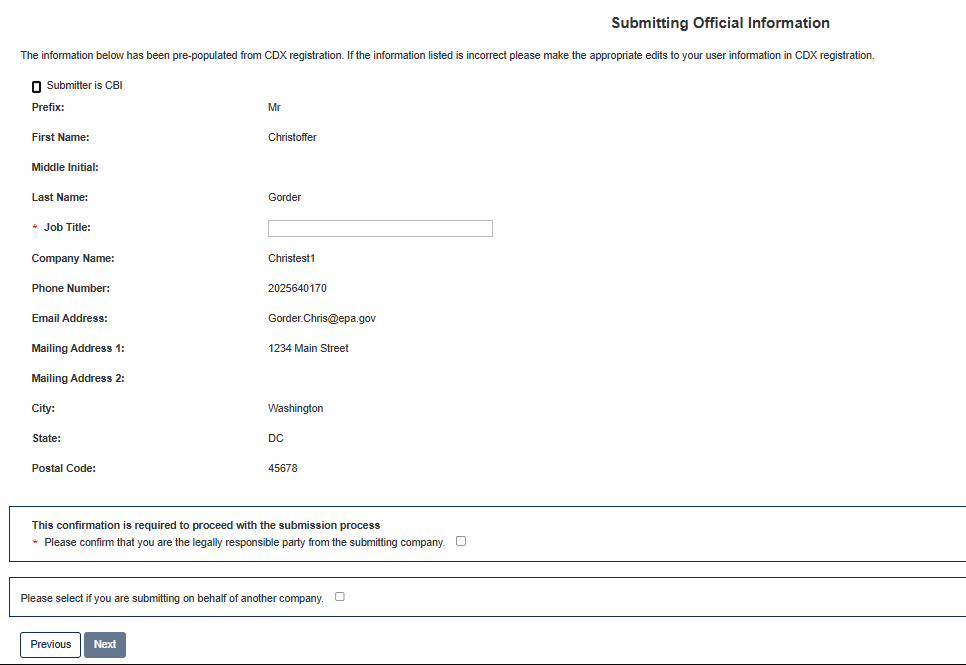 Submitting Official Information
The information below has been pre-populated from CDX registration. If the information listed is incorrect please make the appropriate edits to your user information in CDX registration.
Submitter is CBI
Prefix: Mr
First Name: Christoffer
Middle Initial:
Last Name: Gorder
* Job Title:
Company Name: Christest1
Phone Number: 2025640170
Email Address: Gorder.Chris@epa.gov
Mailing Address 1: 1234 Main Street
Mailing Address 2:
City: Washington
State: DC
Postal Code: 45678
This confirmation is required to proceed with the submission process
* Please confirm that you are the legally responsible party from the submitting company.
Please select if you are submitting on behalf of another company.
Previous Next